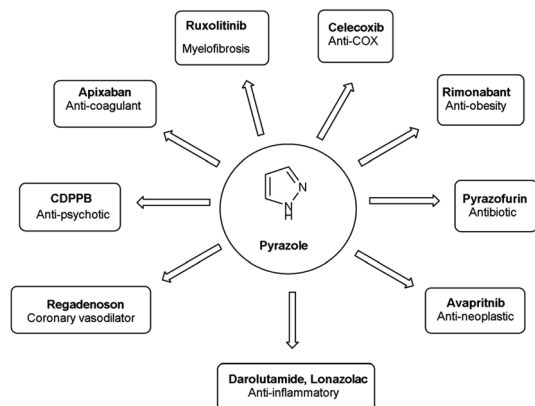 Ruxolitinib
Myelofibrosis
Celecoxib
Anti-COX
Apixaban
Anti-coagulant
Rimonabant
Anti-obesity
CDPPB
Anti-psychotic
N
N
H
Pyrazole
Pyrazofurin
Antibiotic
Regadenoson
Coronary vasodilator
Avapritnib
Anti-neoplastic
Darolutamide, Lonazolac
Anti-inflammatory